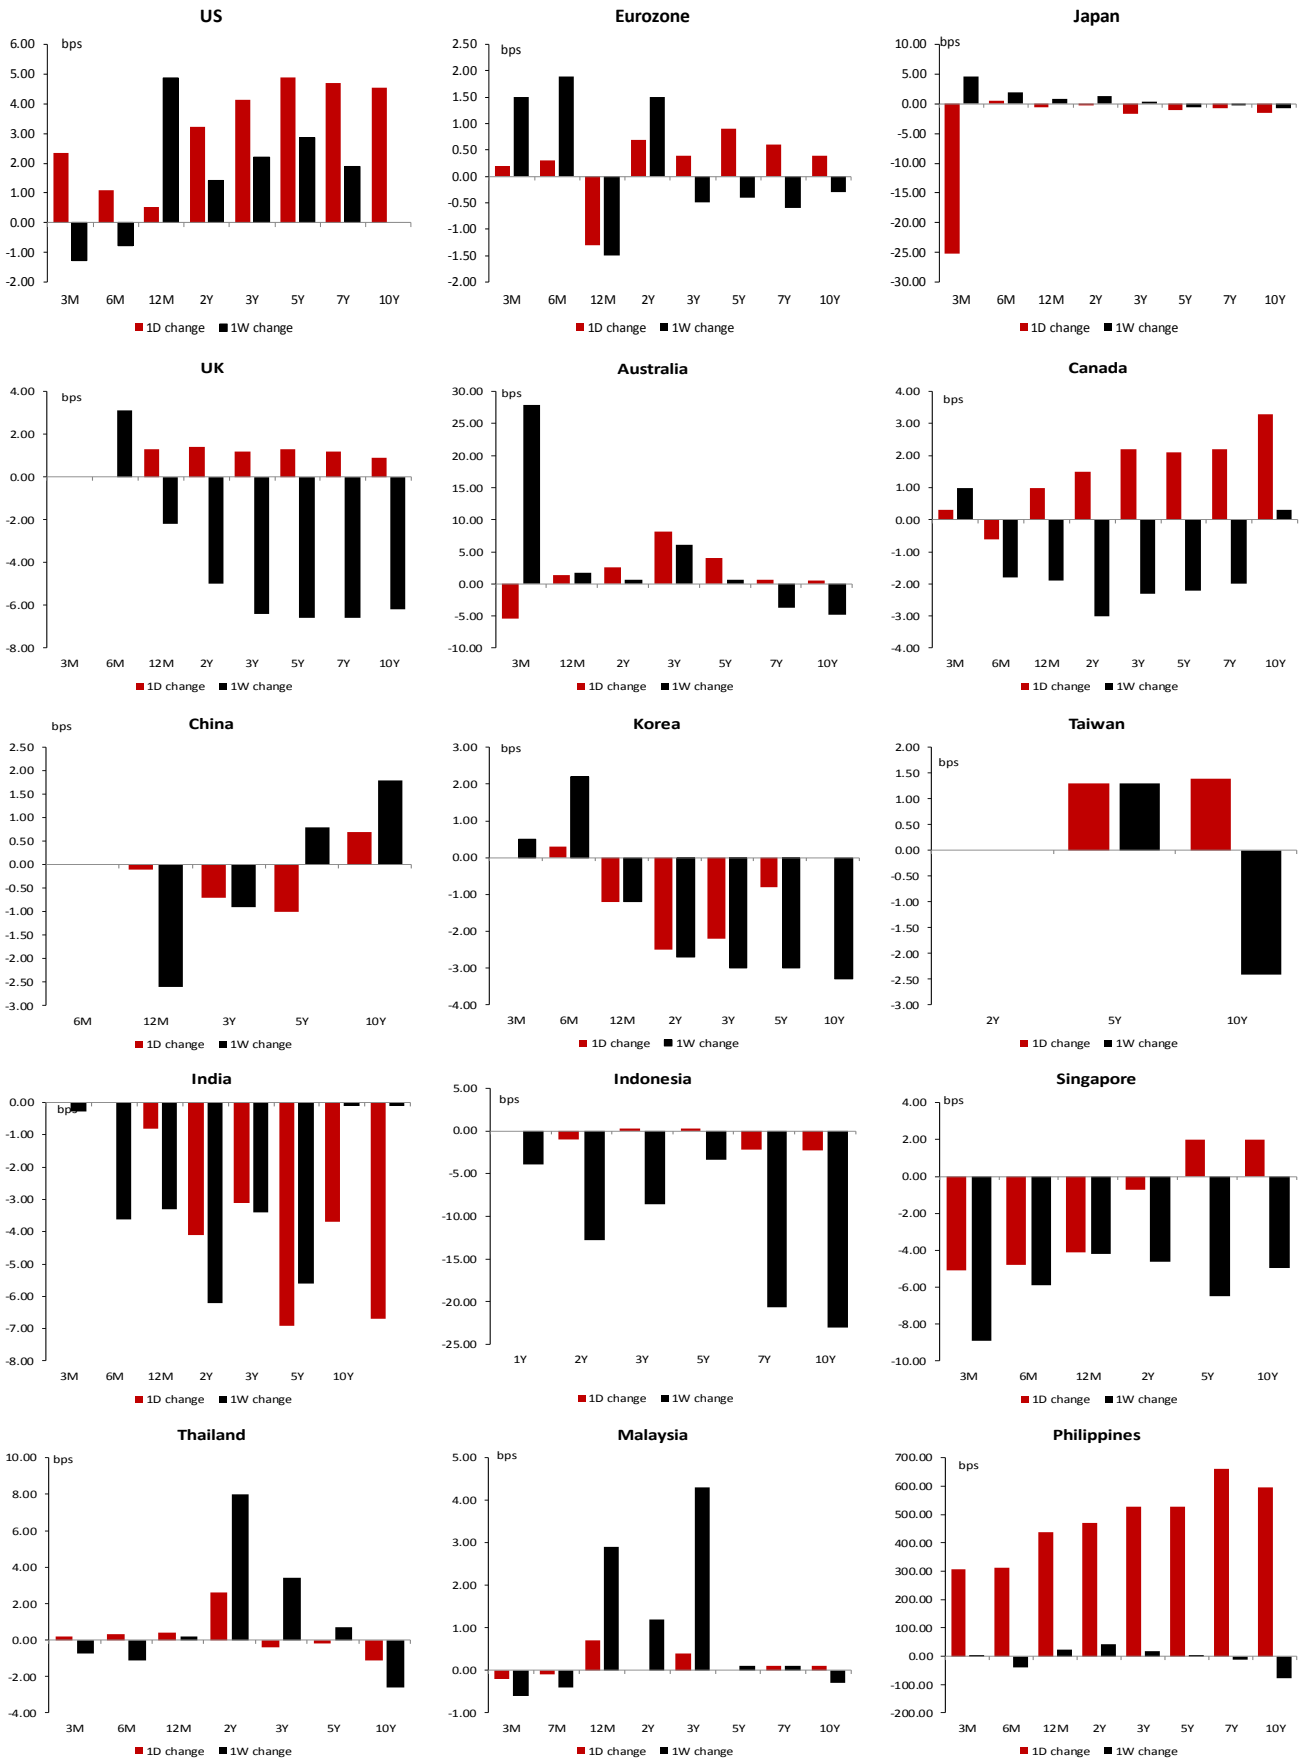 US
bps
6.00
5.00
4.00
3.00
2.00
1.00
0.00
-1.00
-2.00
3M 6M 12M 2Y 3Y 5Y 7Y 10Y
1D change 1W change
Eurozone
bps
2.50
2.00
1.50
1.00
0.50
0.00
-0.50
-1.00
-1.50
-2.00
3M 6M 12M 2Y 3Y 5Y 7Y 10Y
1D change 1W change
Japan
bps
10.00
5.00
0.00
-5.00
-10.00
-15.00
-20.00
-25.00
-30.00
3M 6M 12M 2Y 3Y 5Y 7Y 10Y
1D change 1W change
UK
bps
4.00
2.00
0.00
-2.00
-4.00
-6.00
-8.00
3M 6M 12M 2Y 3Y 5Y 7Y 10Y
1D change 1W change
Australia
bps
30.00
25.00
20.00
15.00
10.00
5.00
0.00
-5.00
-10.00
3M 12M 2Y 3Y 5Y 7Y 10Y
1D change 1W change
Canada
bps
4.00
3.00
2.00
1.00
0.00
-1.00
-2.00
-3.00
-4.00
3M 6M 12M 2Y 3Y 5Y 7Y 10Y
1D change 1W change
China
bps
2.50
2.00
1.50
1.00
0.50
0.00
-0.50
-1.00
-1.50
-2.00
-2.50
-3.00
6M 12M 3Y 5Y 10Y
1D change 1W change
Korea
bps
3.00
2.00
1.00
0.00
-1.00
-2.00
-3.00
-4.00
3M 6M 12M 2Y 3Y 5Y 10Y
1D change 1W change
Taiwan
bps
2.00
1.50
1.00
0.50
0.00
-0.50
-1.00
-1.50
-2.00
-2.50
-3.00
2Y 5Y 10Y
1D change 1W change
India
bps
0.00
-1.00
-2.00
-3.00
-4.00
-5.00
-6.00
-7.00
-8.00
3M 6M 12M 2Y 3Y 5Y 10Y
1D change 1W change
Indonesia
bps
5.00
0.00
-5.00
-10.00
-15.00
-20.00
-25.00
1Y 2Y 3Y 5Y 7Y 10Y
1D change 1W change
Singapore
bps
4.00
2.00
0.00
-2.00
-4.00
-6.00
-8.00
-10.00
3M 6M 12M 2Y 5Y 10Y
1D change 1W change
Thailand
bps
10.00
8.00
6.00
4.00
2.00
0.00
-2.00
-4.00
3M 6M 12M 2Y 3Y 5Y 10Y
1D change 1W change
Malaysia
bps
5.00
4.00
3.00
2.00
1.00
0.00
-1.00
3M 7M 12M 2Y 3Y 5Y 7Y 10Y
1D change 1W change
Philippines
bps
700.00
600.00
500.00
400.00
300.00
200.00
100.00
0.00
-100.00
-200.00
3M 6M 12M 2Y 3Y 5Y 7Y 10Y
1D change 1W change